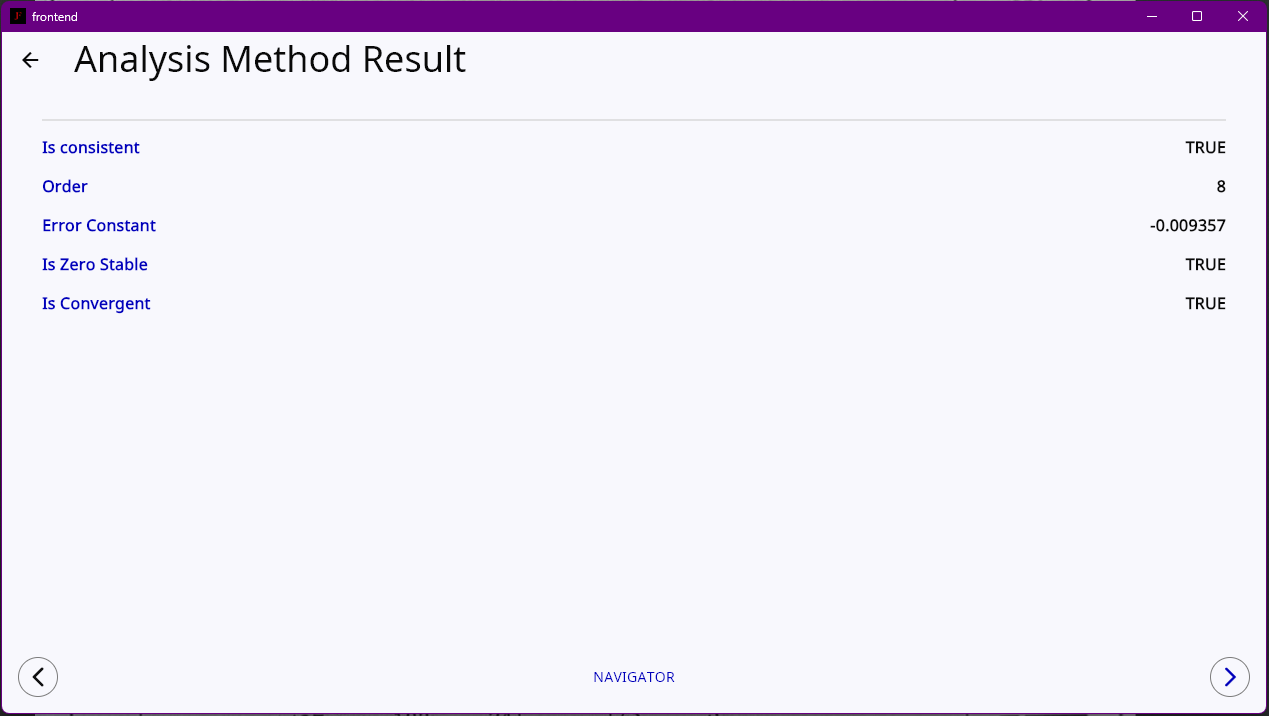 frontend
Analysis Method Result
Is consistent TRUE
Order 8
Error Constant -0.009357
Is Zero Stable TRUE
Is Convergent TRUE
NAVIGATOR